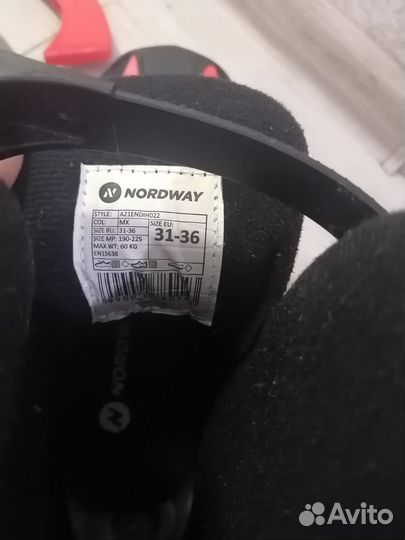 NORDWAY
STYLE: A21ENDIH022
COL: MX SIZE EU:
SIZE RU: 31-36 31-36
SIZE MP: 190-225
MAX WT: 60 KG
EN15638
NORDWAY
Avito